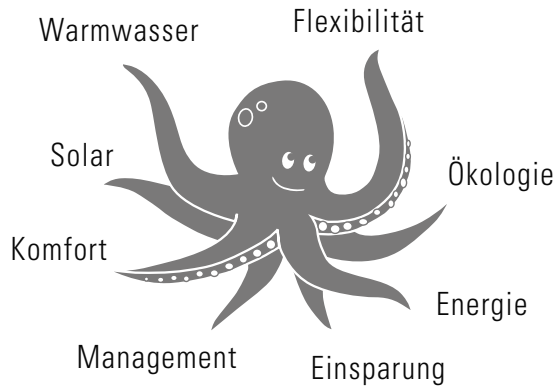 Flexibilität
Warmwasser
Solar
Ökologie
Komfort
Energie
Management
Einsparung